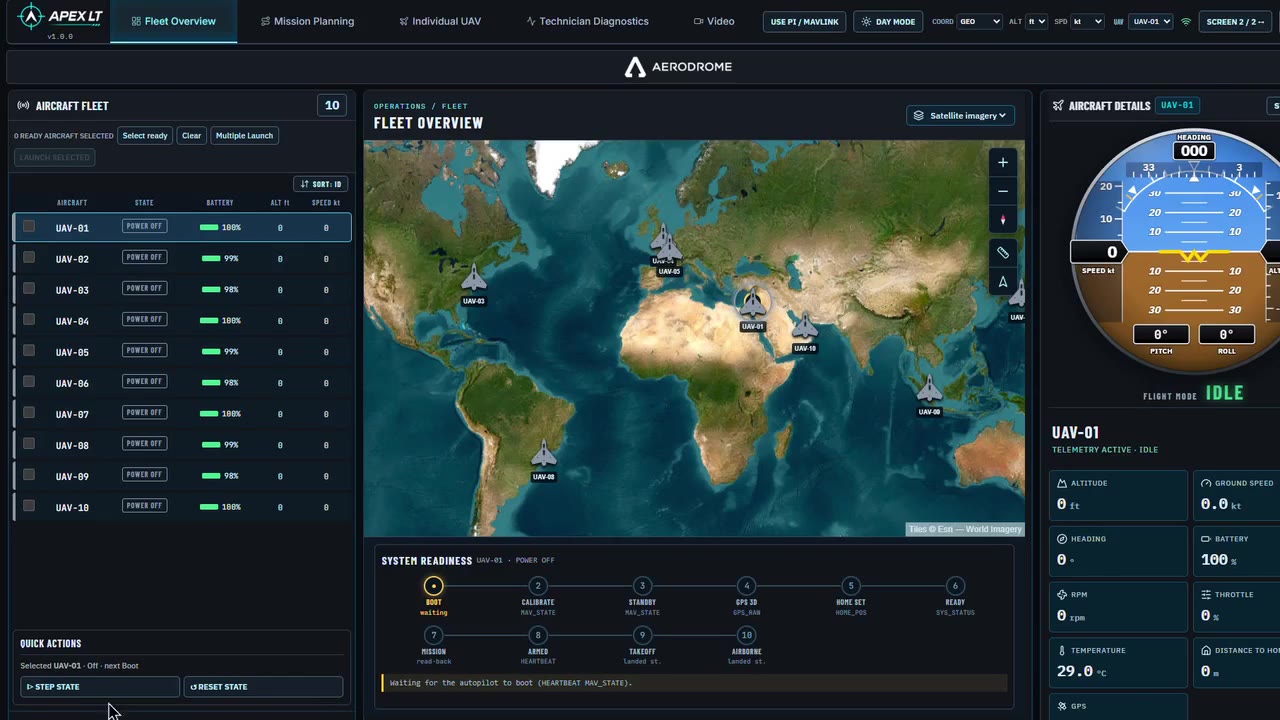 APEX LT
v1.0.0
Fleet Overview
Mission Planning
Individual UAV
Technician Diagnostics
Video
USE PI / MAVLINK
DAY MODE
COORD GEO
ALT ft
SPD kt
UAV-01
SCREEN 2 / 2
AERODROME
AIRCRAFT FLEET
10
0 READY AIRCRAFT SELECTED
Select ready
Clear
Multiple Launch
LAUNCH SELECTED
SORT: ID
AIRCRAFT STATE BATTERY ALT ft SPEED kt
UAV-01 POWER OFF 100% 0 0
UAV-02 POWER OFF 99% 0 0
UAV-03 POWER OFF 98% 0 0
UAV-04 POWER OFF 100% 0 0
UAV-05 POWER OFF 99% 0 0
UAV-06 POWER OFF 98% 0 0
UAV-07 POWER OFF 100% 0 0
UAV-08 POWER OFF 99% 0 0
UAV-09 POWER OFF 98% 0 0
UAV-10 POWER OFF 100% 0 0
QUICK ACTIONS
Selected UAV-01 · Off · next Boot
STEP STATE
RESET STATE
OPERATIONS / FLEET
FLEET OVERVIEW
Satellite imagery
UAV-05
UAV-03
UAV-01
UAV-10
UAV-09
UAV-08
Tiles © Esri — World Imagery
SYSTEM READINESS UAV-01 · POWER OFF
BOOT
waiting
2
CALIBRATE
MAV_STATE
3
STANDBY
MAV_STATE
4
GPS 3D
GPS_RAW
5
HOME SET
HOME_POS
6
READY
SYS_STATUS
7
MISSION
read-back
8
ARMED
HEARTBEAT
9
TAKEOFF
landed st.
10
AIRBORNE
landed st.
Waiting for the autopilot to boot (HEARTBEAT MAV_STATE).
AIRCRAFT DETAILS UAV-01
HEADING
000
33 3
20
10
30 30
20 20
10 10
0
SPEED kt
10 10
20 20
30 30
0° 0°
PITCH ROLL
FLIGHT MODE IDLE
UAV-01
TELEMETRY ACTIVE · IDLE
ALTITUDE
0 ft
GROUND SPEED
0.0 kt
HEADING
0 °
BATTERY
100 %
RPM
0 rpm
THROTTLE
0 %
TEMPERATURE
29.0 °C
DISTANCE TO HO
0 m
GPS